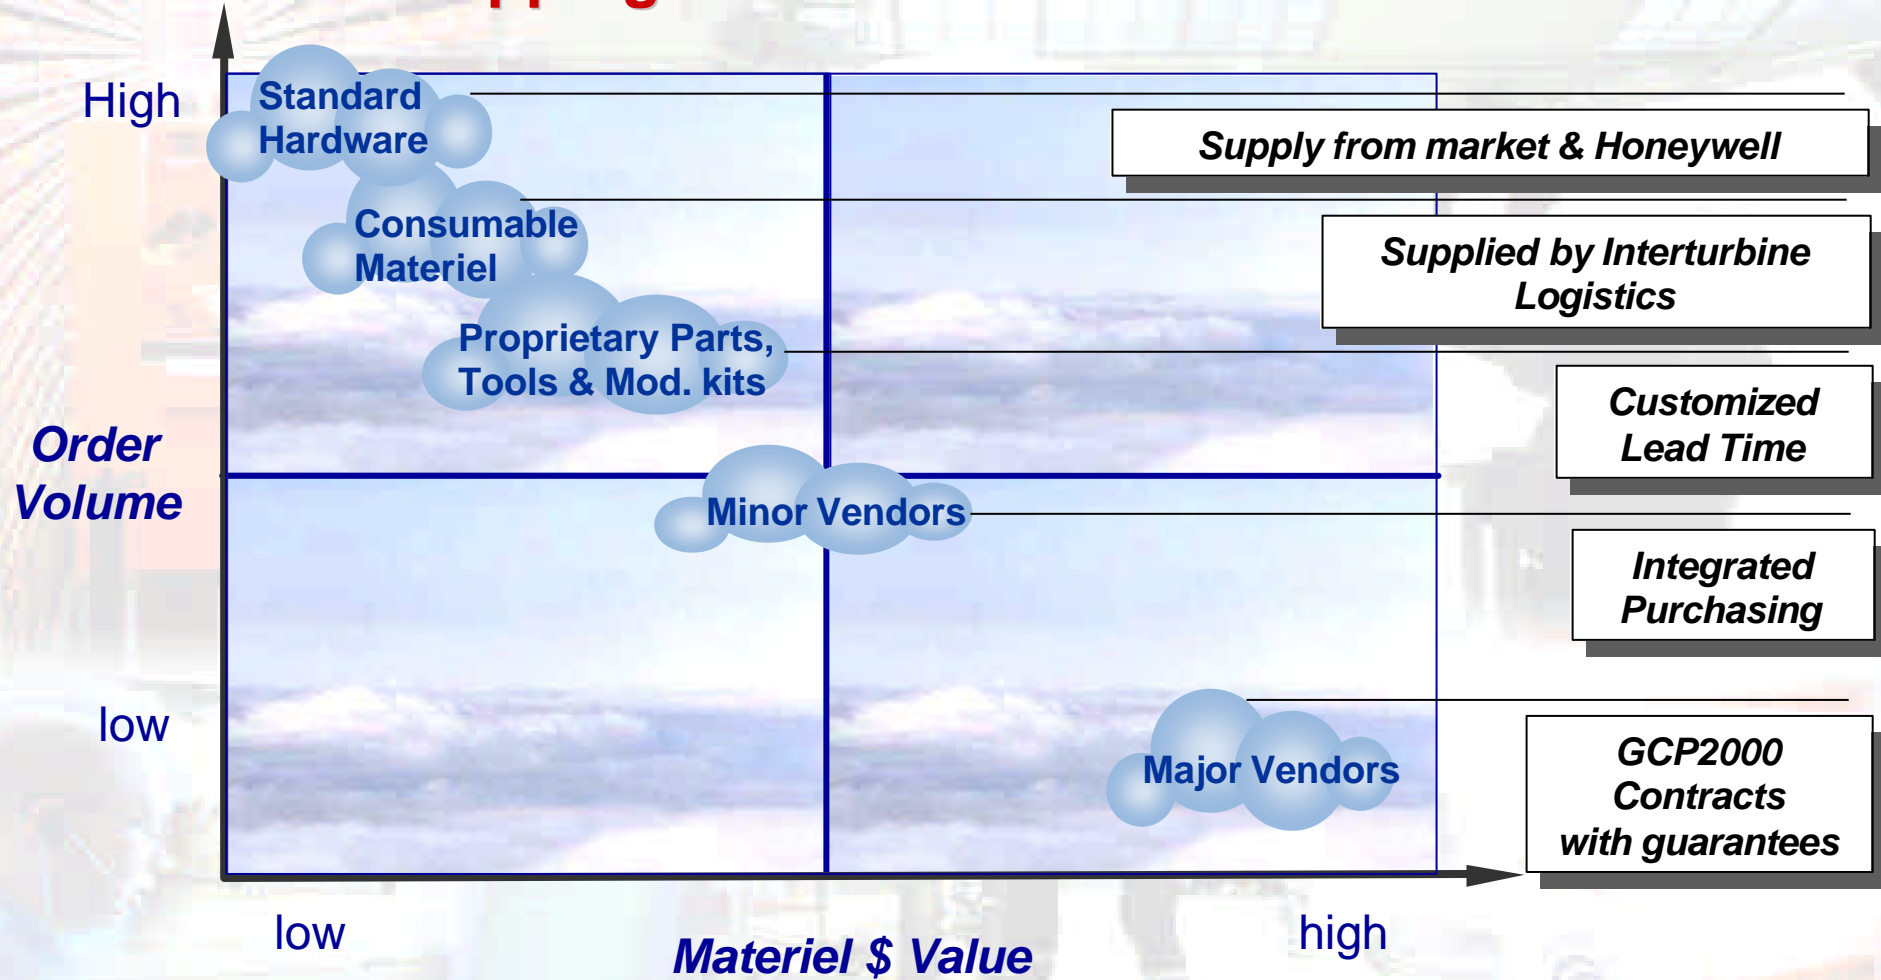 High
Standard
Hardware
Supply from market & Honeywell
Consumable
Materiel
Supplied by Interturbine
Logistics
Proprietary Parts,
Tools & Mod. kits
Customized
Lead Time
Order
Volume
Minor Vendors
Integrated
Purchasing
low
Major Vendors
GCP2000
Contracts
with guarantees
low
high
Materiel $ Value